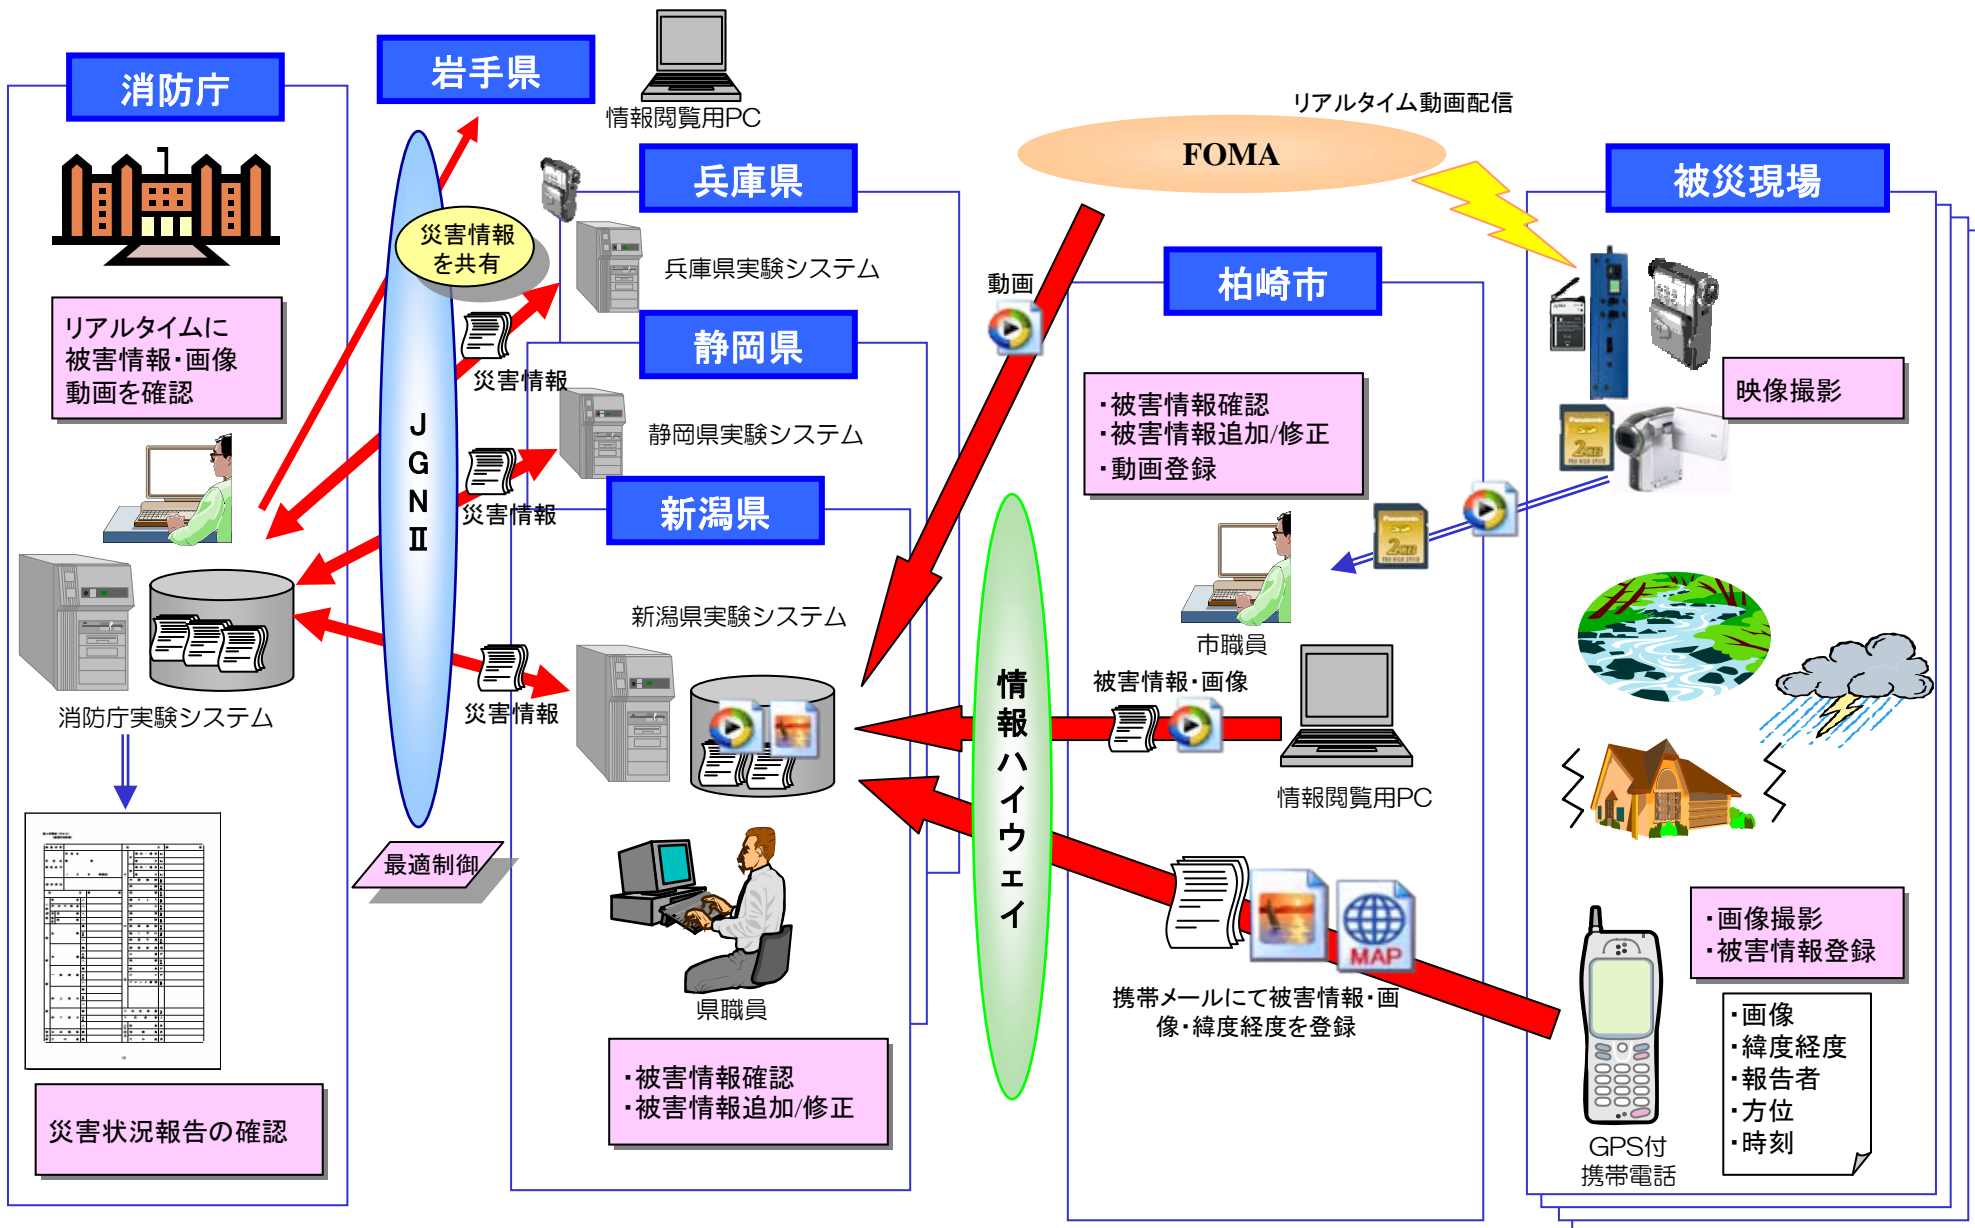 消防庁
リアルタイムに
被害情報・画像
動画を確認
消防庁実験システム
災害状況報告の確認
岩手県
情報閲覧用PC
JGNⅡ
災害情報
を共有
最適制御
兵庫県
兵庫県実験システム
災害情報
静岡県
静岡県実験システム
災害情報
新潟県
新潟県実験システム
災害情報
県職員
・被害情報確認
・被害情報追加/修正
FOMA
リアルタイム動画配信
動画
情報ハイウェイ
柏崎市
・被害情報確認
・被害情報追加/修正
・動画登録
市職員
被害情報・画像
情報閲覧用PC
MAP
携帯メールにて被害情報・画
像・緯度経度を登録
被災現場
映像撮影
Panasonic
2GB
PRO HIGH SPEED
Panasonic
2GB
PRO HIGH SPEED
・画像撮影
・被害情報登録
・画像
・緯度経度
・報告者
・方位
・時刻
GPS付
携帯電話